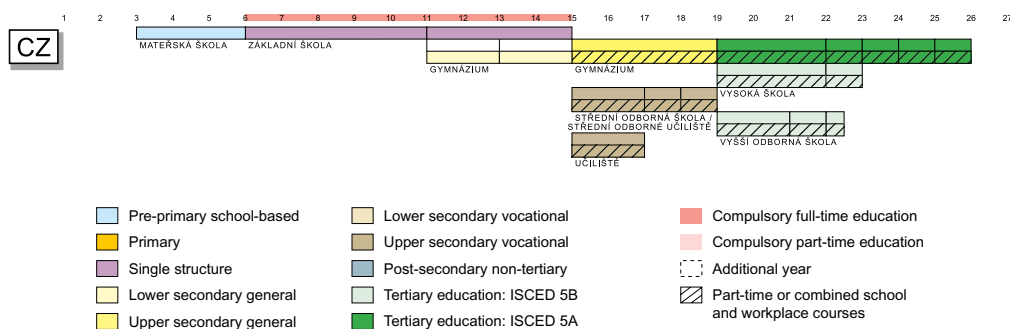 1 2 3 4 5 6 7 8 9 10 11 12 13 14 15 16 17 18 19 20 21 22 23 24 25 26 27
CZ
MATEŘSKÁ ŠKOLA
ZÁKLADNÍ ŠKOLA
GYMNÁZIUM
GYMNÁZIUM
VYSOKÁ ŠKOLA
STŘEDNÍ ODBORNÁ ŠKOLA /
STŘEDNÍ ODBORNÉ UČILIŠTĚ
VYŠŠÍ ODBORNÁ ŠKOLA
UČILIŠTĚ
Pre-primary school-based
Primary
Single structure
Lower secondary general
Upper secondary general
Lower secondary vocational
Upper secondary vocational
Post-secondary non-tertiary
Tertiary education: ISCED 5B
Tertiary education: ISCED 5A
Compulsory full-time education
Compulsory part-time education
Additional year
Part-time or combined school
and workplace courses